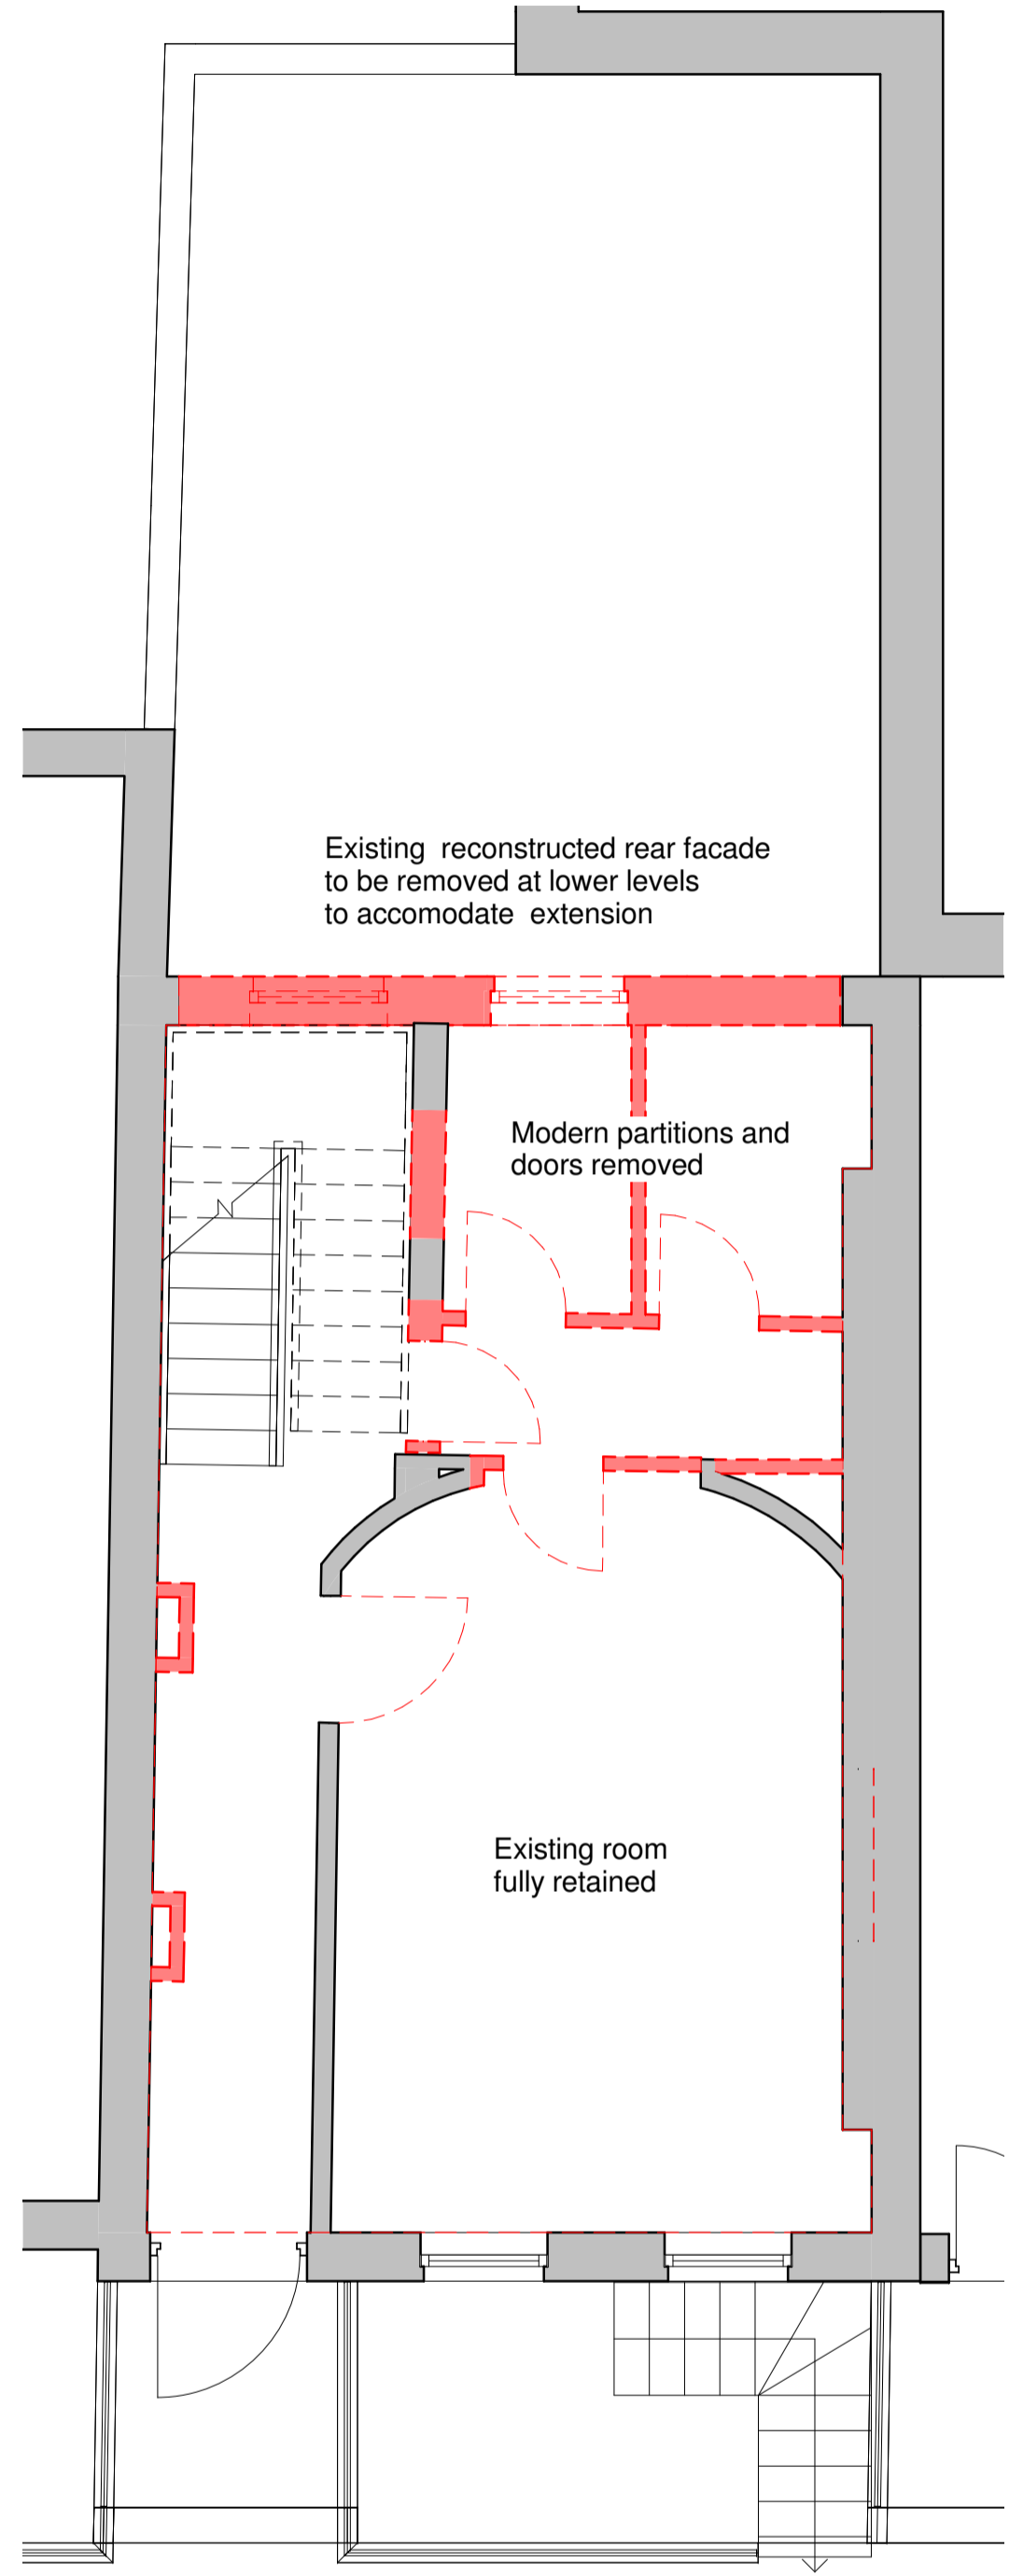 Existing  reconstructed rear facade
to be removed at lower levels
to accomodate  extension
Modern partitions and
doors removed
Existing room
fully retained